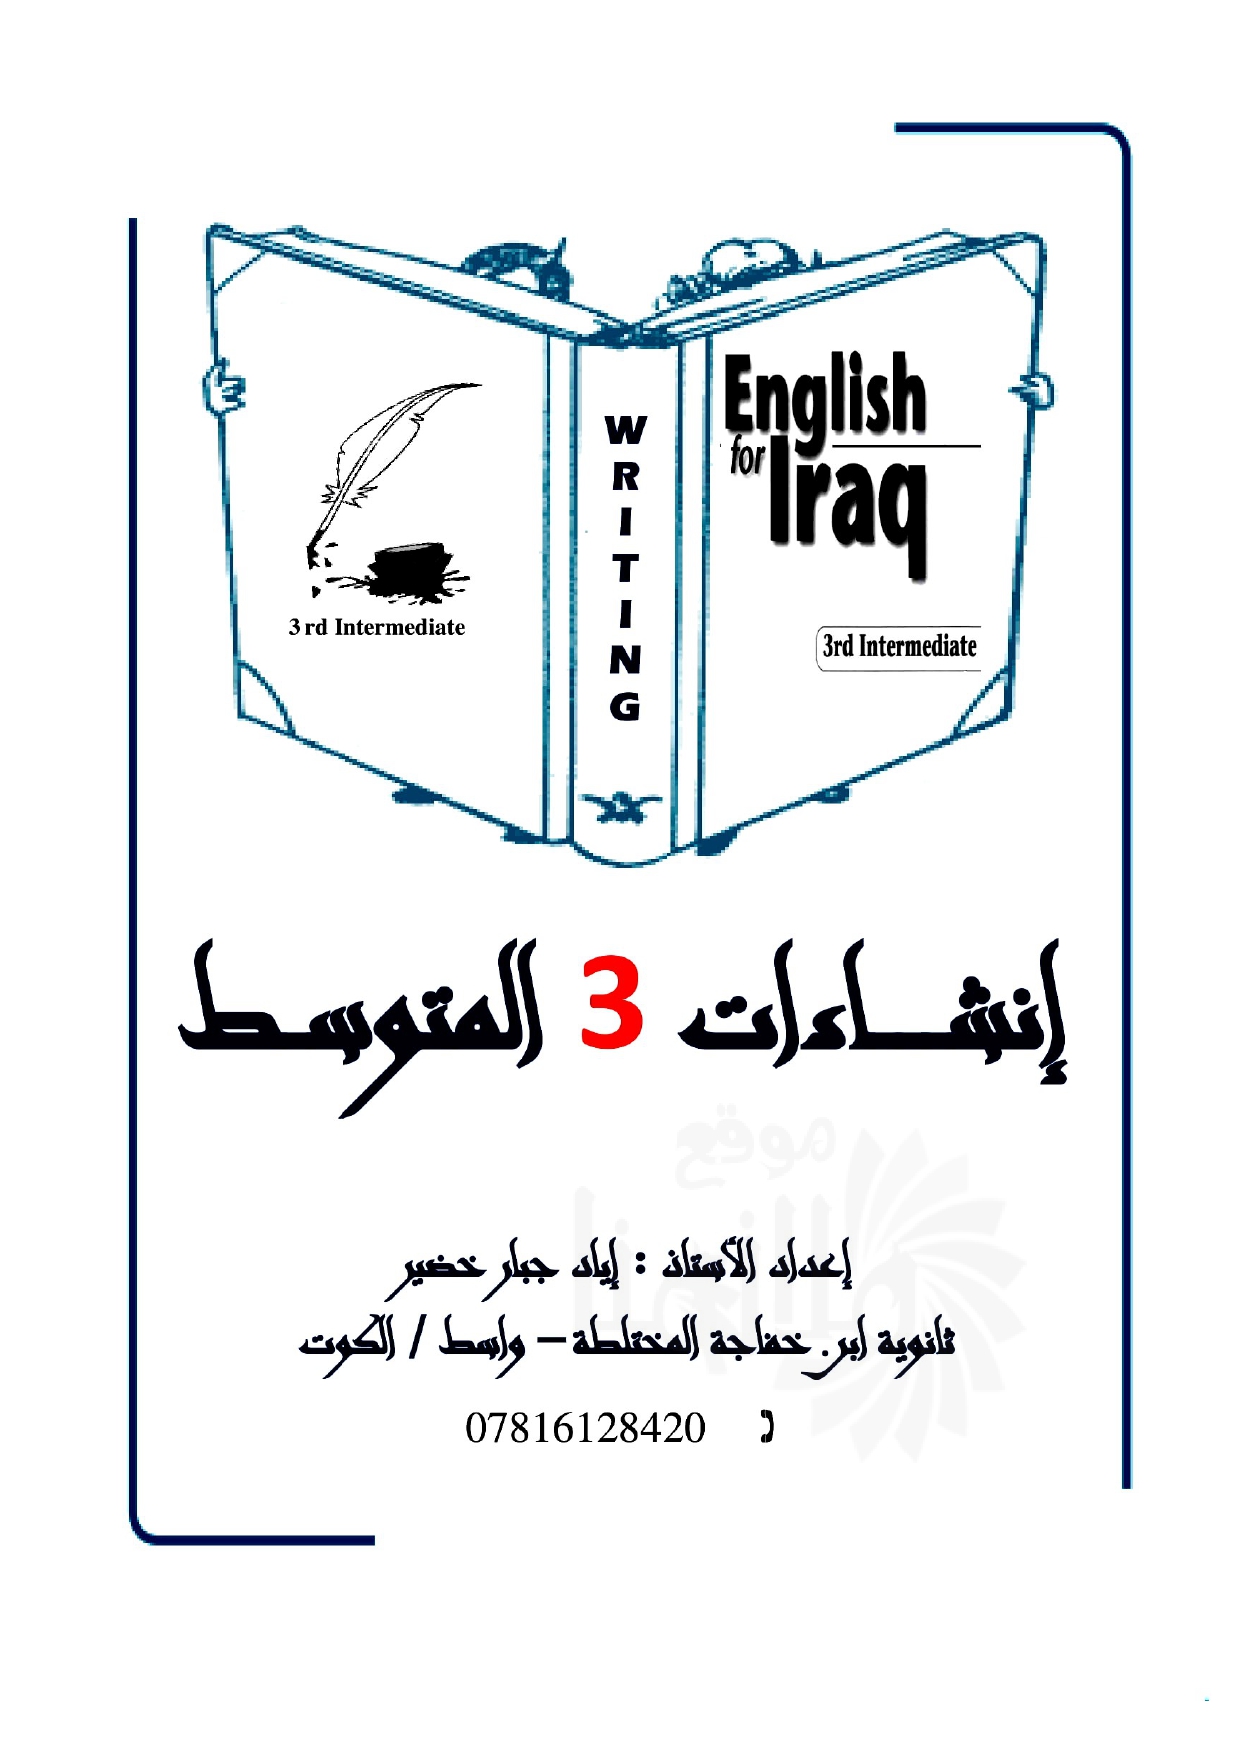 English
for Iraq
3rd Intermediate
WRITING
3 rd Intermediate
إنشاءات 3 المتوسط
موقع
إعداد الأستاذ : إياد جبار خضير
ثانوية ابن خفاجة المختلطة – واسط / الكوت
07816128420